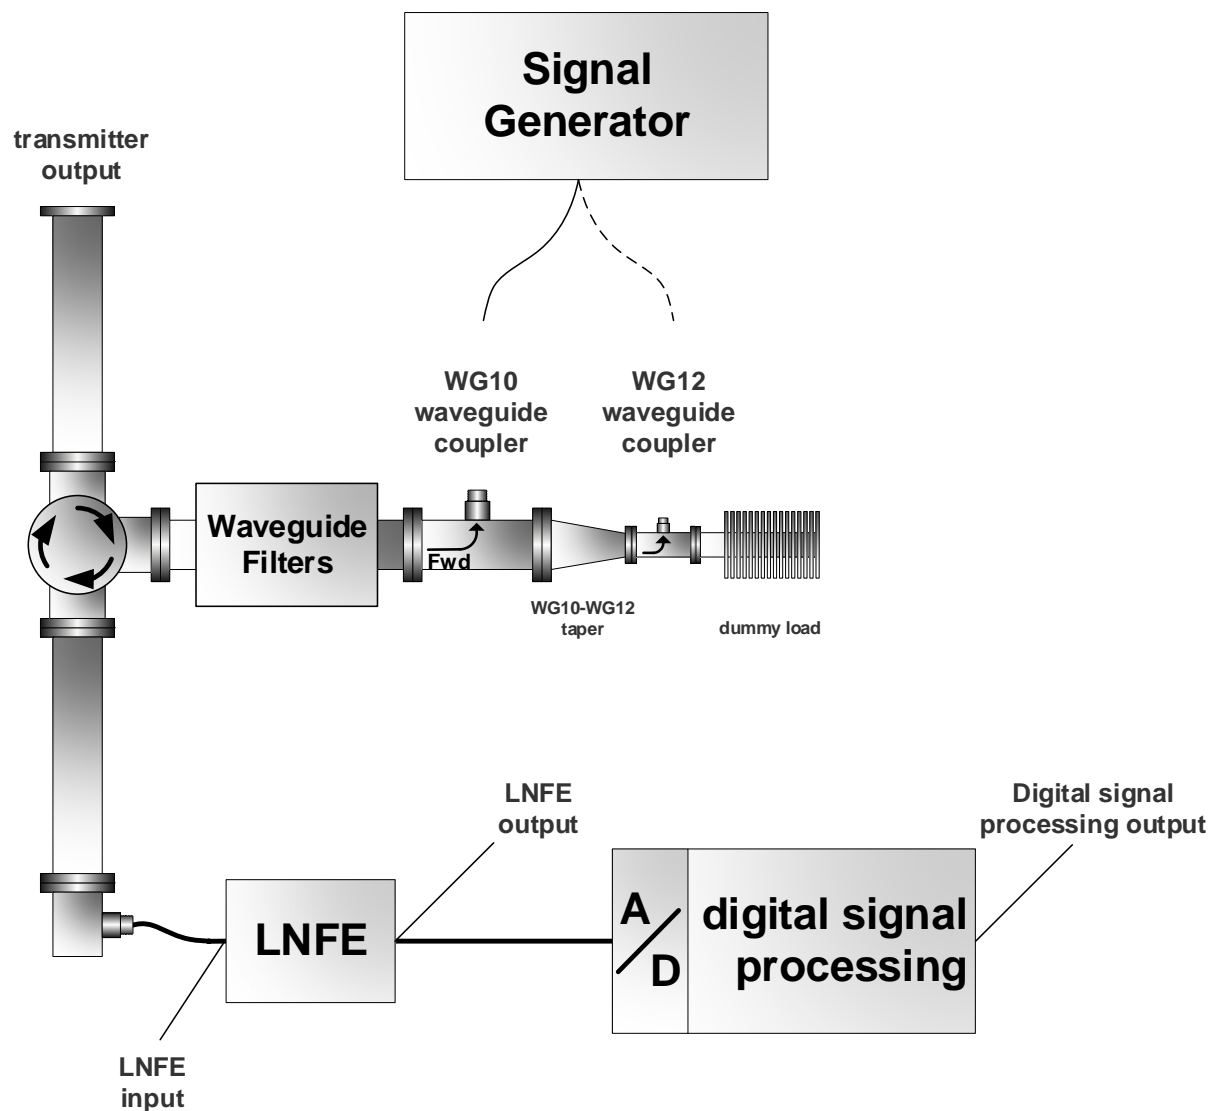 Signal
Generator
transmitter
output
WG10
waveguide
coupler
WG12
waveguide
coupler
Waveguide
Filters
Fwd
WG10-WG12
taper
dummy load
LNFE
output
Digital signal
processing output
LNFE
A
D
digital signal
processing
LNFE
input